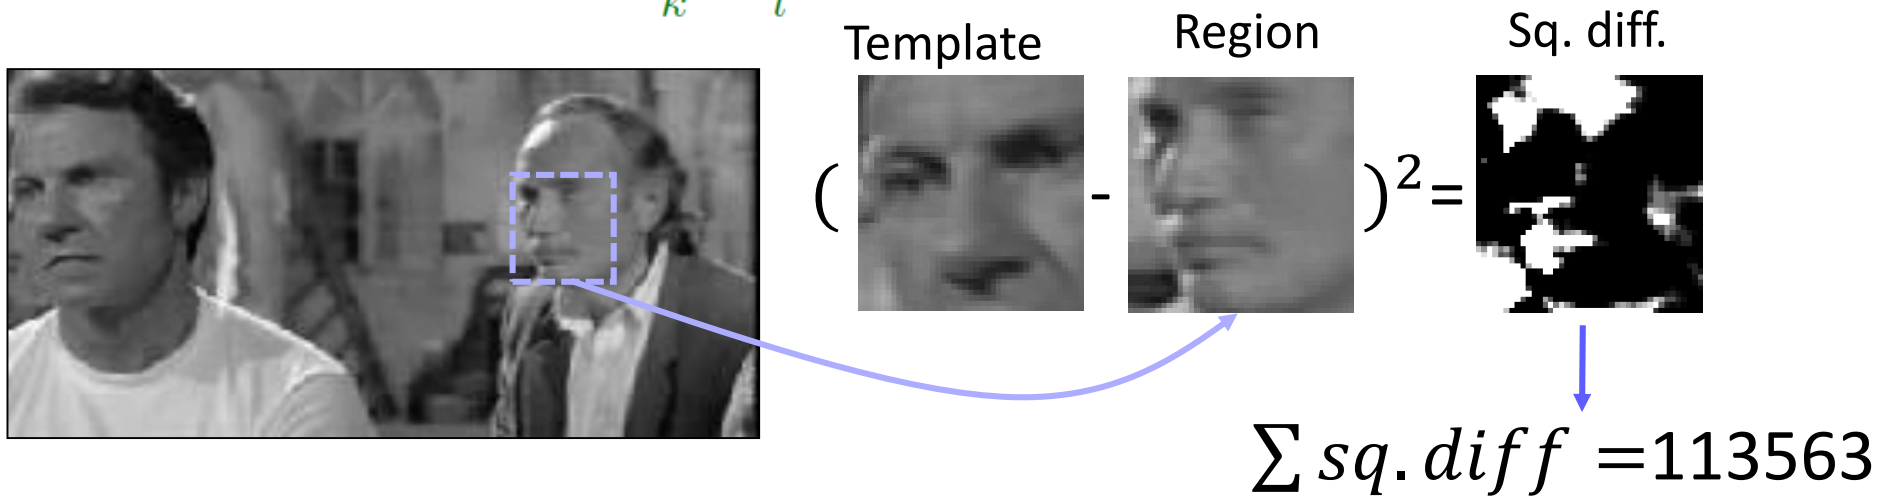 k l
Template
Region
Sq. diff.
( - )²=
∑ sq. diff =113563